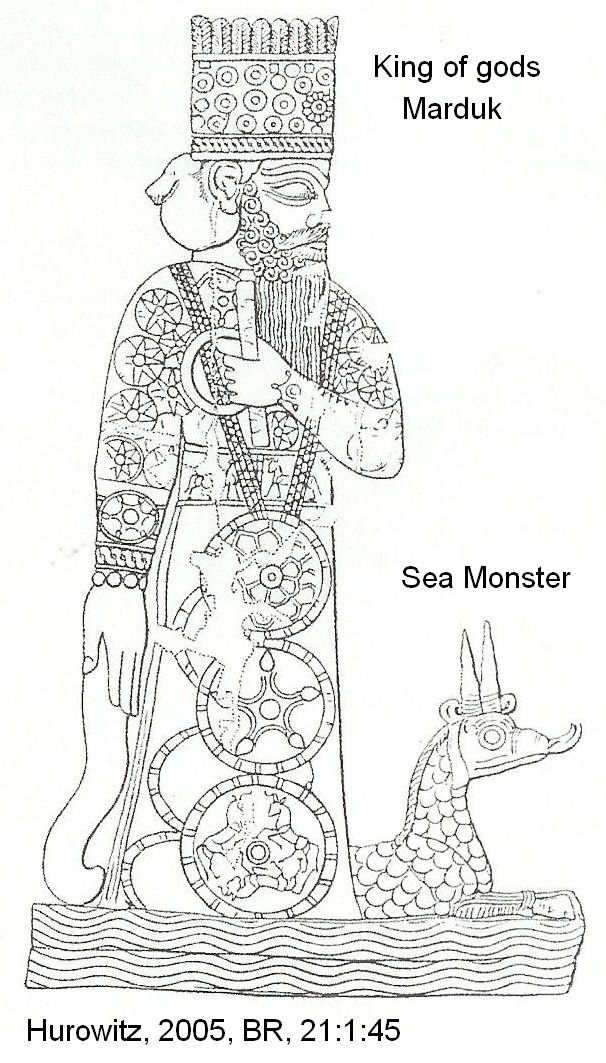 King of gods
Marduk
Sea Monster
Hurowitz, 2005, BR, 21:1:45